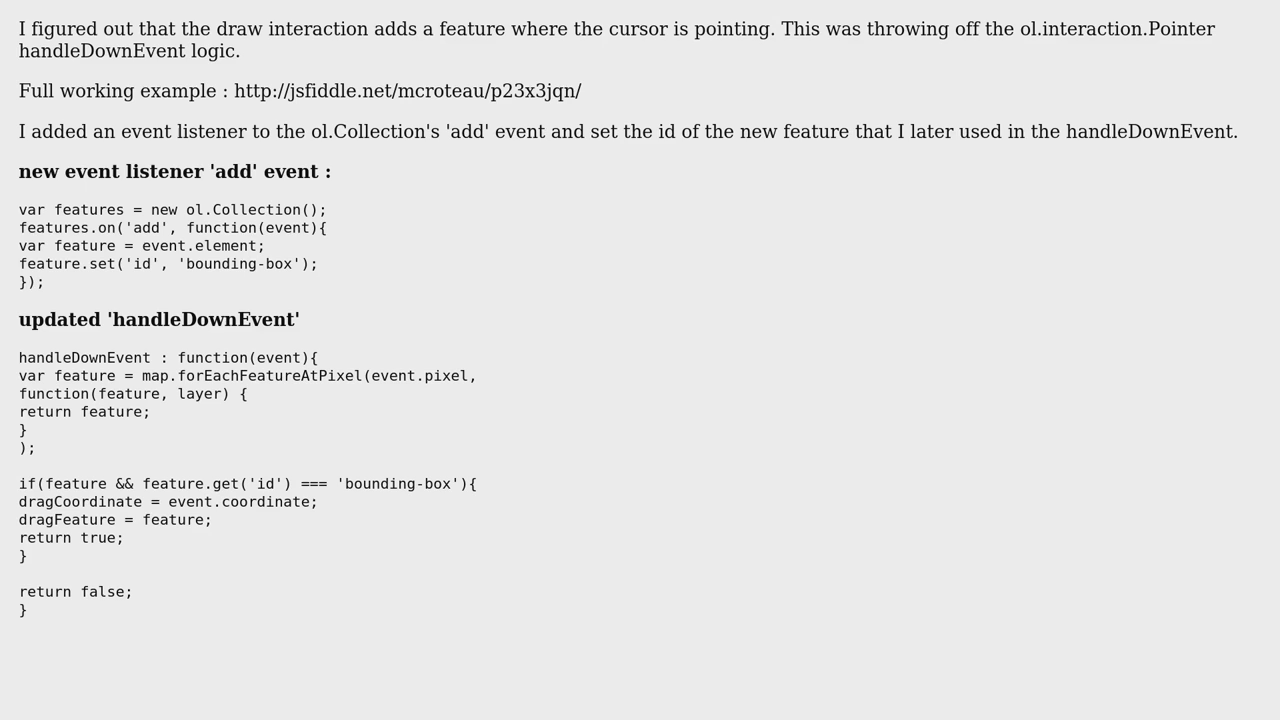 I figured out that the draw interaction adds a feature where the cursor is pointing. This was throwing off the ol.interaction.Pointer
handleDownEvent logic.
Full working example : http://jsfiddle.net/mcroteau/p23x3jqn/
I added an event listener to the ol.Collection's 'add' event and set the id of the new feature that I later used in the handleDownEvent.
new event listener 'add' event :
var features = new ol.Collection();
features.on('add', function(event){
var feature = event.element;
feature.set('id', 'bounding-box');
});
updated 'handleDownEvent'
handleDownEvent : function(event){
var feature = map.forEachFeatureAtPixel(event.pixel,
function(feature, layer) {
return feature;
}
);
if(feature && feature.get('id') === 'bounding-box'){
dragCoordinate = event.coordinate;
dragFeature = feature;
return true;
}
return false;
}